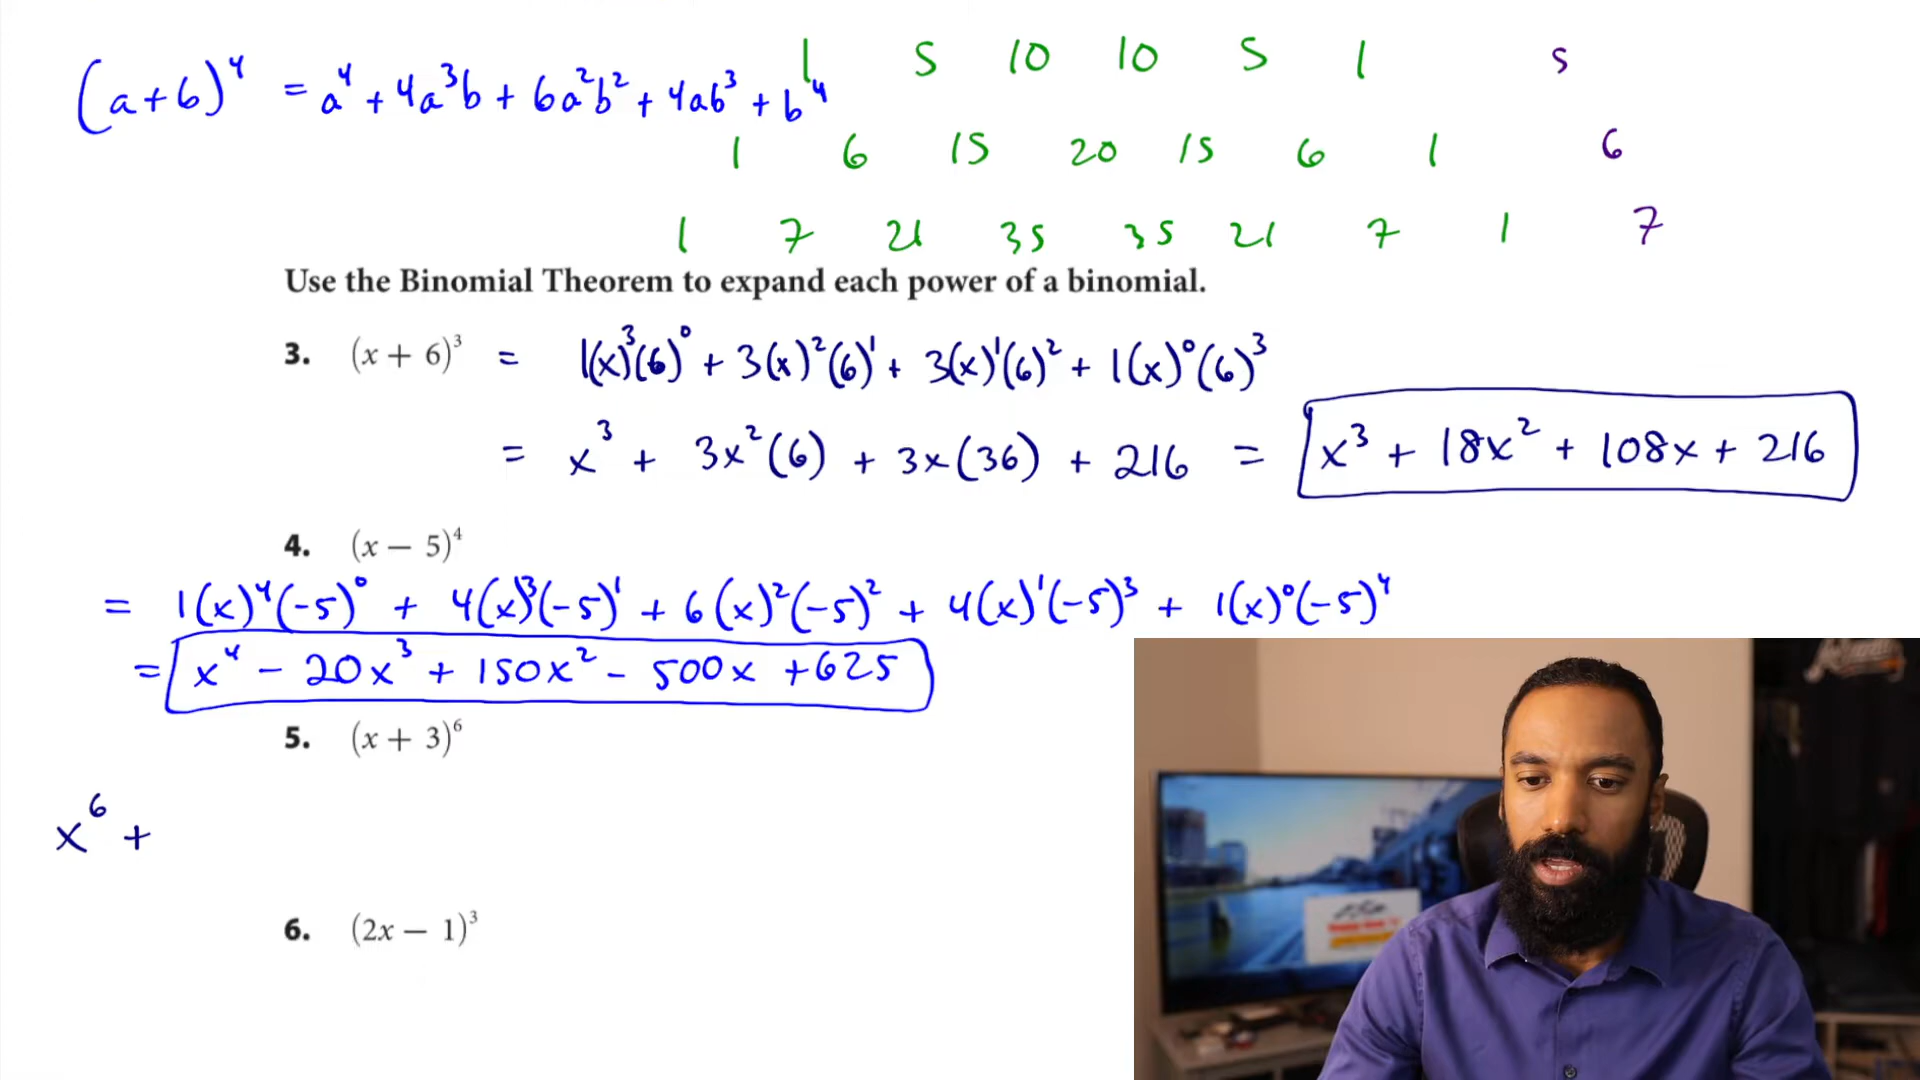 (a+b)⁴ = a⁴ + 4a³b + 6a²b² + 4ab³ + b⁴
1 5 10 10 5 1 5
1 6 15 20 15 6 1 6
1 7 21 35 35 21 7 1 7
Use the Binomial Theorem to expand each power of a binomial.
3. (x + 6)³ = 1(x)³(6)⁰ + 3(x)²(6)¹ + 3(x)¹(6)² + 1(x)⁰(6)³
= x³ + 3x²(6) + 3x(36) + 216 = x³ + 18x² + 108x + 216
4. (x − 5)⁴
= 1(x)⁴(-5)⁰ + 4(x)³(-5)¹ + 6(x)²(-5)² + 4(x)¹(-5)³ + 1(x)⁰(-5)⁴
= x⁴ - 20x³ + 150x² - 500x + 625
5. (x + 3)⁶
x⁶ +
6. (2x − 1)³